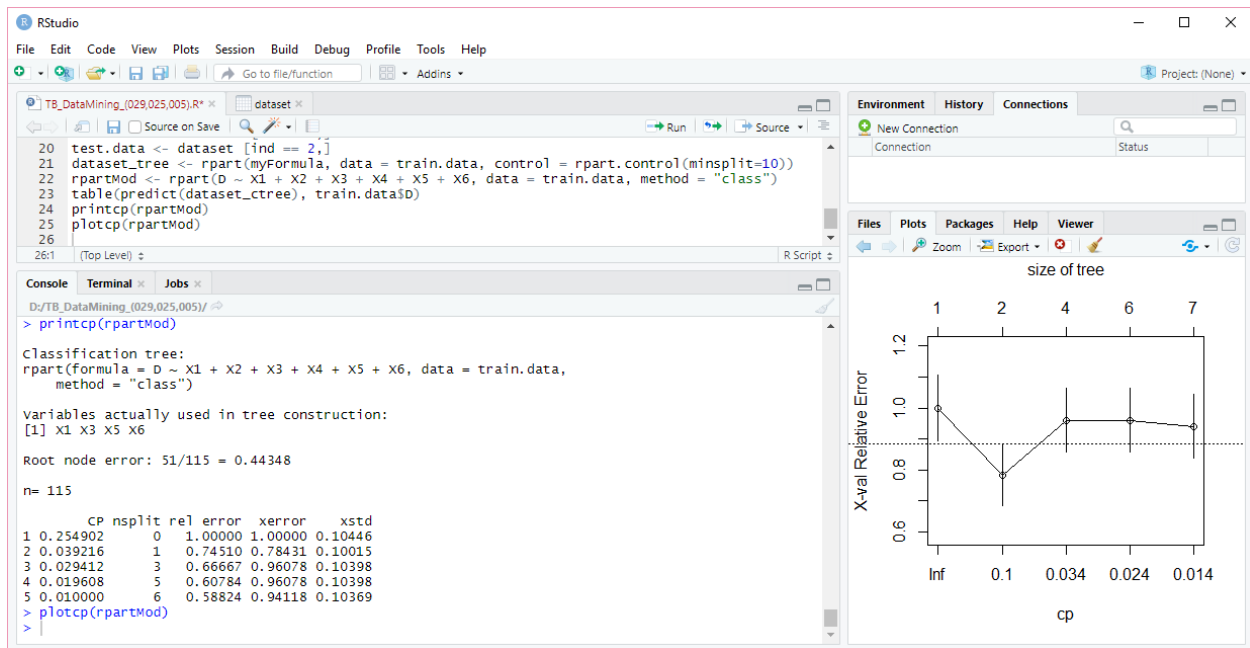 RStudio
File Edit Code View Plots Session Build Debug Profile Tools Help
Go to file/function Addins Project: (None)
TB_DataMining_(029,025,005).R* dataset
Source on Save Run Source
20 test.data <- dataset [ind == 2,]
21 dataset_tree <- rpart(myFormula, data = train.data, control = rpart.control(minsplit=10))
22 rpartMod <- rpart(D ~ X1 + X2 + X3 + X4 + X5 + X6, data = train.data, method = "class")
23 table(predict(dataset_ctree), train.data$D)
24 printcp(rpartMod)
25 plotcp(rpartMod)
26
26:1 (Top Level) R Script
Console Terminal Jobs
D:/TB_DataMining_(029,025,005)/
> printcp(rpartMod)
Classification tree:
rpart(formula = D ~ X1 + X2 + X3 + X4 + X5 + X6, data = train.data,
    method = "class")
Variables actually used in tree construction:
[1] X1 X3 X5 X6
Root node error: 51/115 = 0.44348
n= 115
        CP nsplit rel error  xerror    xstd
1 0.254902      0   1.00000 1.00000 0.10446
2 0.039216      1   0.74510 0.78431 0.10015
3 0.029412      3   0.66667 0.96078 0.10398
4 0.019608      5   0.60784 0.96078 0.10398
5 0.010000      6   0.58824 0.94118 0.10369
> plotcp(rpartMod)
>
Environment History Connections
New Connection
Connection Status
Files Plots Packages Help Viewer
Zoom Export
size of tree
1 2 4 6 7
X-val Relative Error
1.2
1.0
0.8
0.6
Inf 0.1 0.034 0.024 0.014
cp